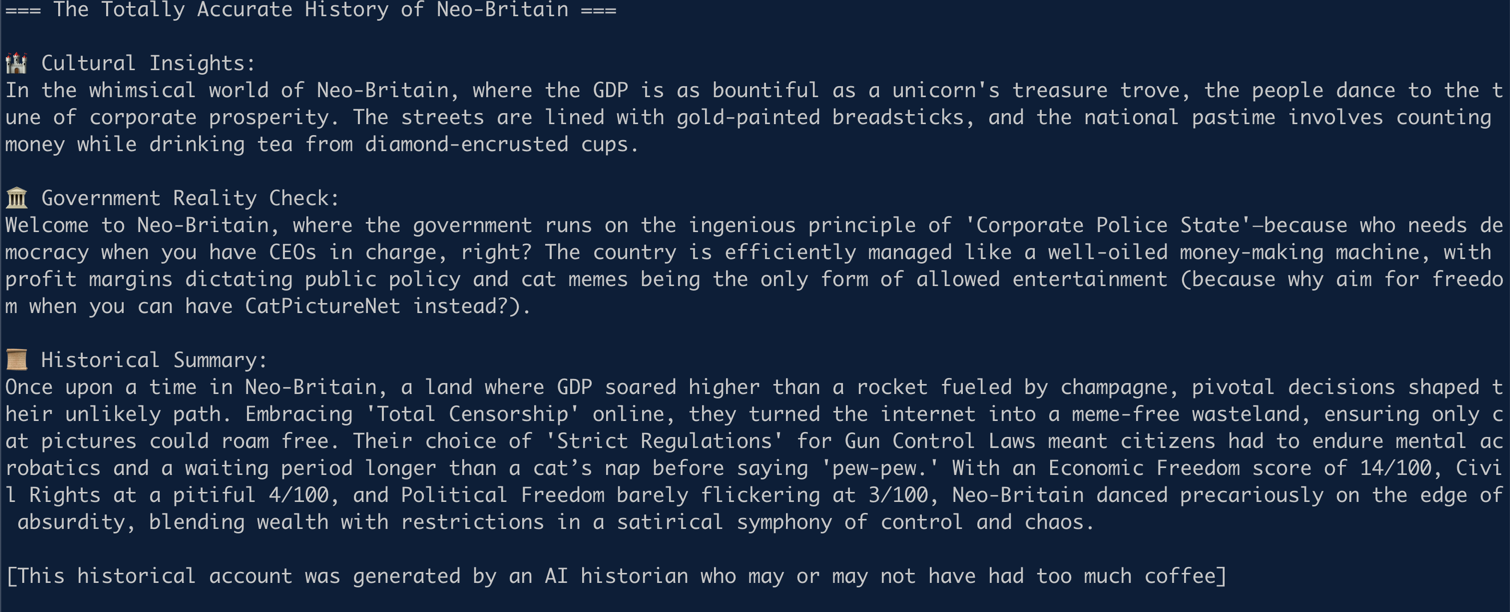 === The Totally Accurate History of Neo-Britain ===
🏰 Cultural Insights:
In the whimsical world of Neo-Britain, where the GDP is as bountiful as a unicorn's treasure trove, the people dance to the t
une of corporate prosperity. The streets are lined with gold-painted breadsticks, and the national pastime involves counting
money while drinking tea from diamond-encrusted cups.
🏛️ Government Reality Check:
Welcome to Neo-Britain, where the government runs on the ingenious principle of 'Corporate Police State'—because who needs de
mocracy when you have CEOs in charge, right? The country is efficiently managed like a well-oiled money-making machine, with
profit margins dictating public policy and cat memes being the only form of allowed entertainment (because why aim for freedo
m when you can have CatPictureNet instead?).
📜 Historical Summary:
Once upon a time in Neo-Britain, a land where GDP soared higher than a rocket fueled by champagne, pivotal decisions shaped t
heir unlikely path. Embracing 'Total Censorship' online, they turned the internet into a meme-free wasteland, ensuring only c
at pictures could roam free. Their choice of 'Strict Regulations' for Gun Control Laws meant citizens had to endure mental ac
robatics and a waiting period longer than a cat’s nap before saying 'pew-pew.' With an Economic Freedom score of 14/100, Civi
l Rights at a pitiful 4/100, and Political Freedom barely flickering at 3/100, Neo-Britain danced precariously on the edge of
 absurdity, blending wealth with restrictions in a satirical symphony of control and chaos.
[This historical account was generated by an AI historian who may or may not have had too much coffee]